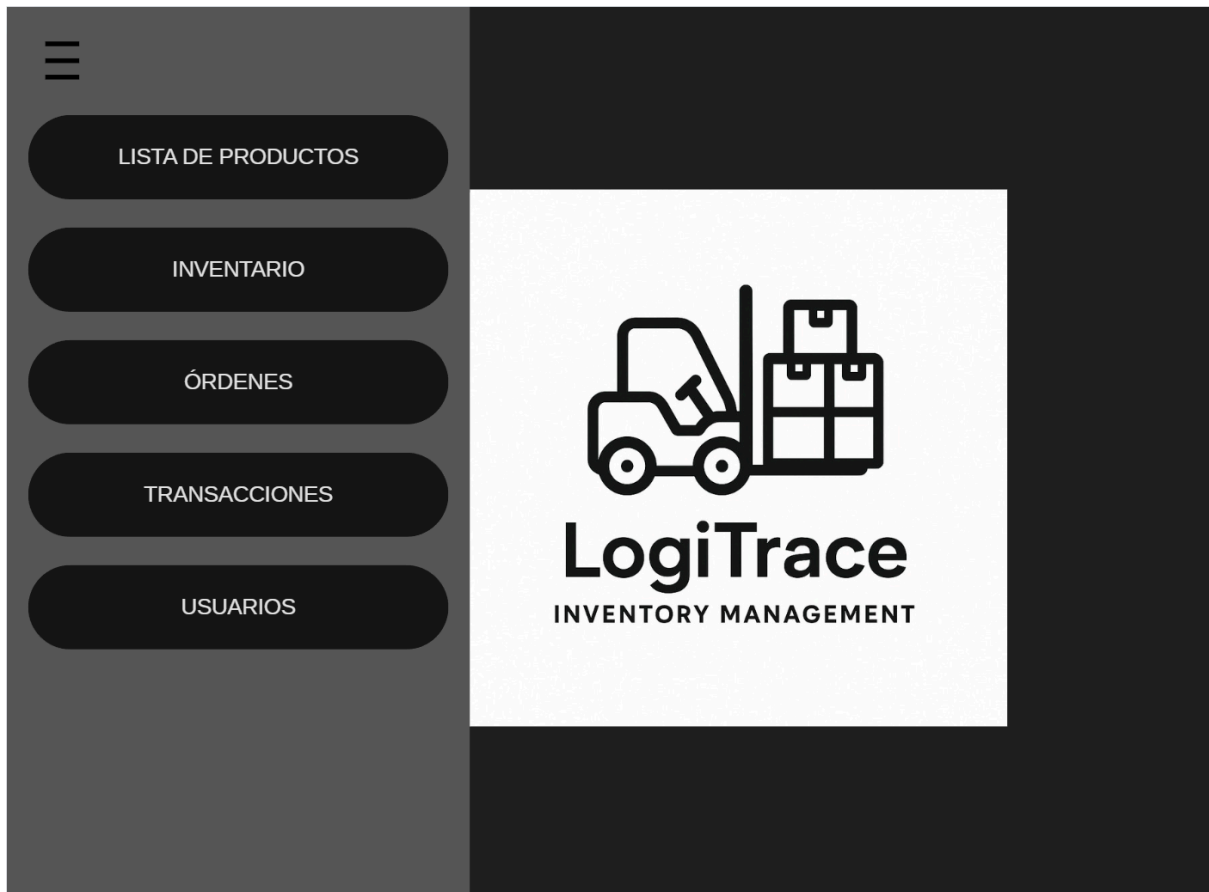 LISTA DE PRODUCTOS
INVENTARIO
ÓRDENES
TRANSACCIONES
USUARIOS
LogiTrace
INVENTORY MANAGEMENT